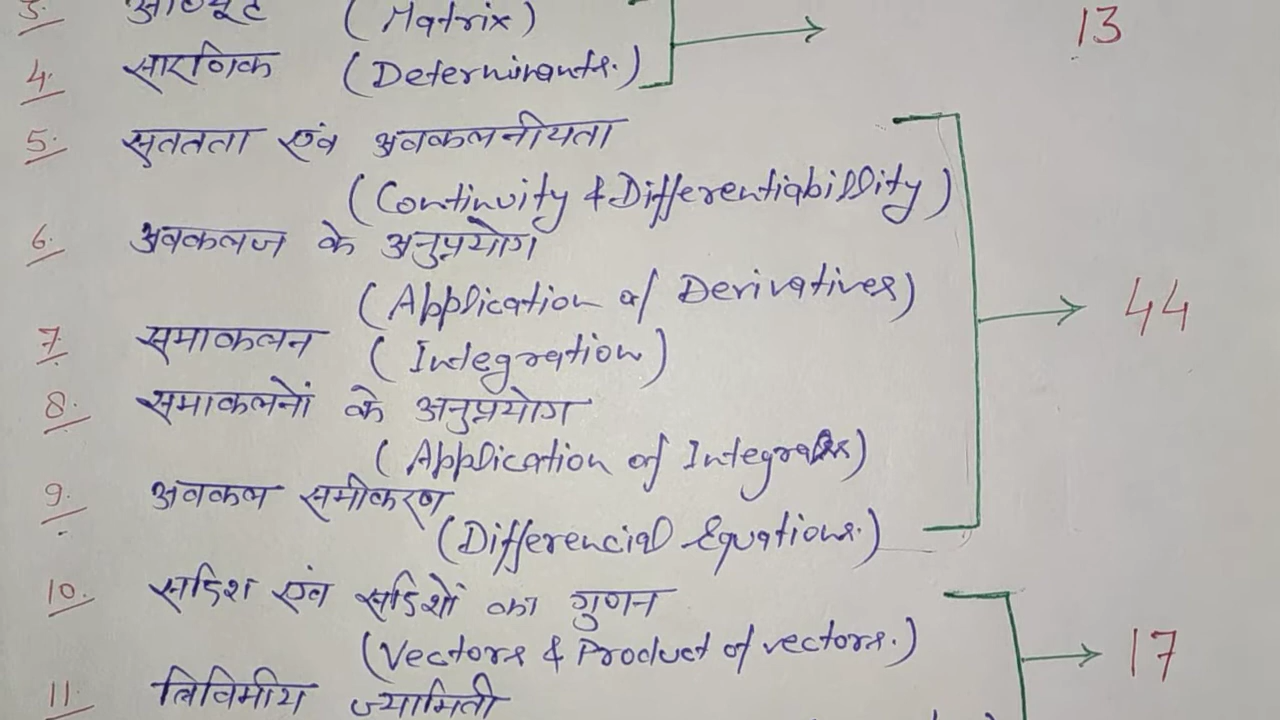 3. आव्यूह (Matrix)
13
4. सारणिक (Determinants.)
5. सततता एवं अवकलनीयता
(Continuity & Differentiability)
6. अवकलज के अनुप्रयोग
(Application of Derivatives)
44
7. समाकलन (Integration)
8. समाकलनों के अनुप्रयोग
(Application of Integrals)
9. अवकल समीकरण
(Differencial Equations.)
10. सदिश एवं सदिशों का गुणन
(Vectors & Product of vectors.)
17
11. त्रिविमीय ज्यामिती